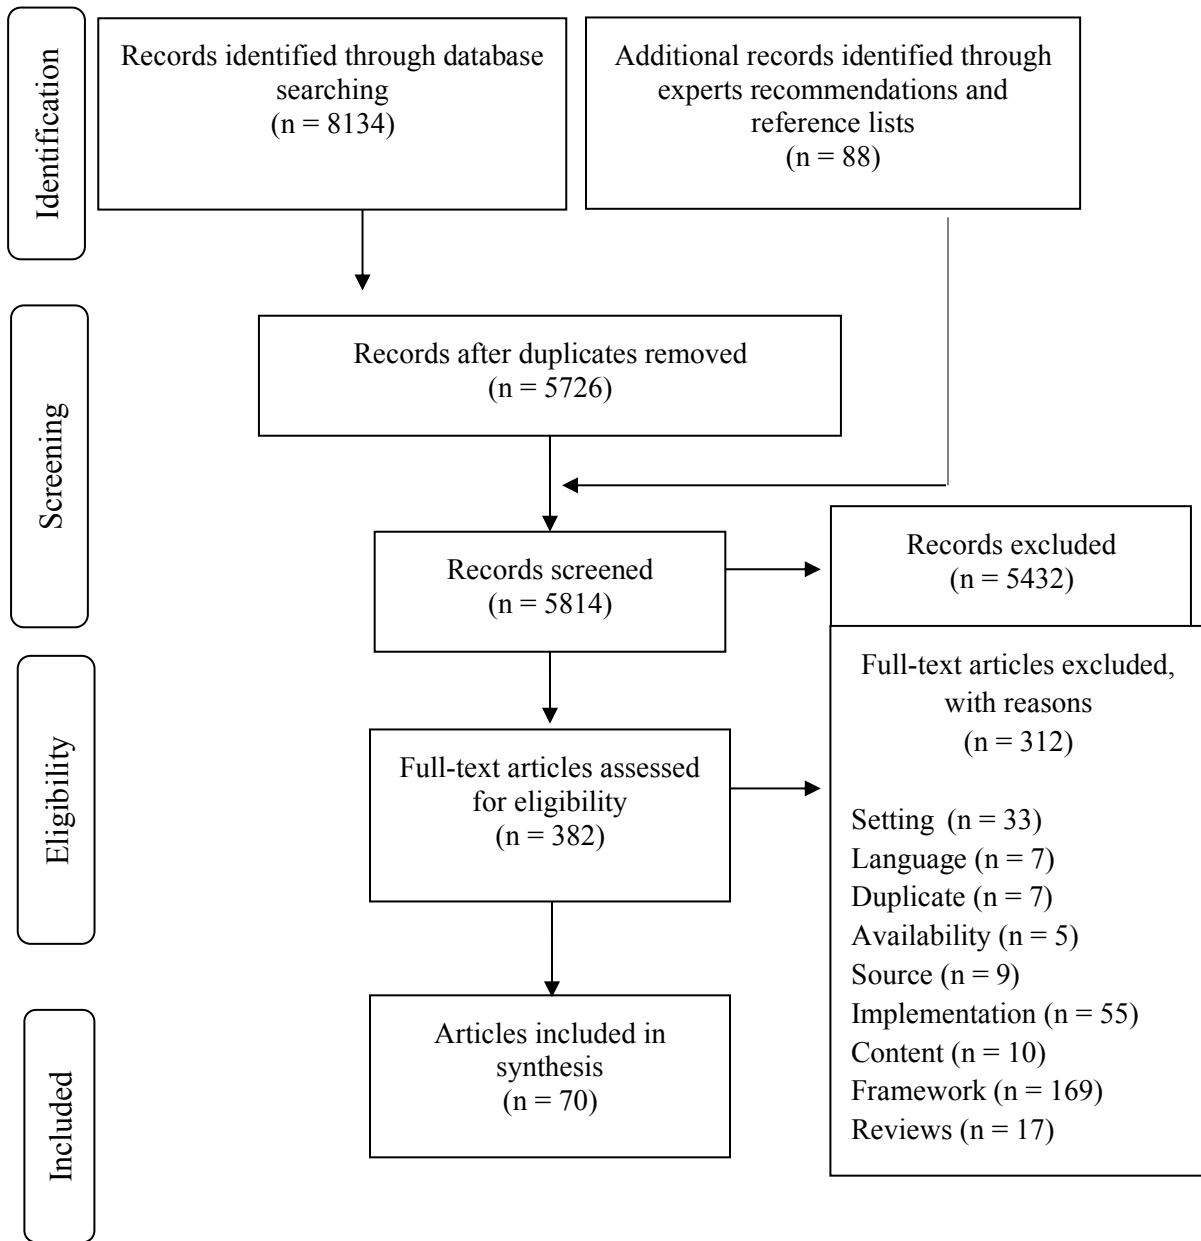 Identification
Records identified through database
searching
(n = 8134)
Additional records identified through
experts recommendations and
reference lists
(n = 88)
Screening
Records after duplicates removed
(n = 5726)
Records screened
(n = 5814)
Records excluded
(n = 5432)
Eligibility
Full-text articles assessed
for eligibility
(n = 382)
Full-text articles excluded,
with reasons
(n = 312)
Setting  (n = 33)
Language (n = 7)
Duplicate (n = 7)
Availability (n = 5)
Source (n = 9)
Implementation (n = 55)
Content (n = 10)
Framework (n = 169)
Reviews (n = 17)
Included
Articles included in
synthesis
(n = 70)